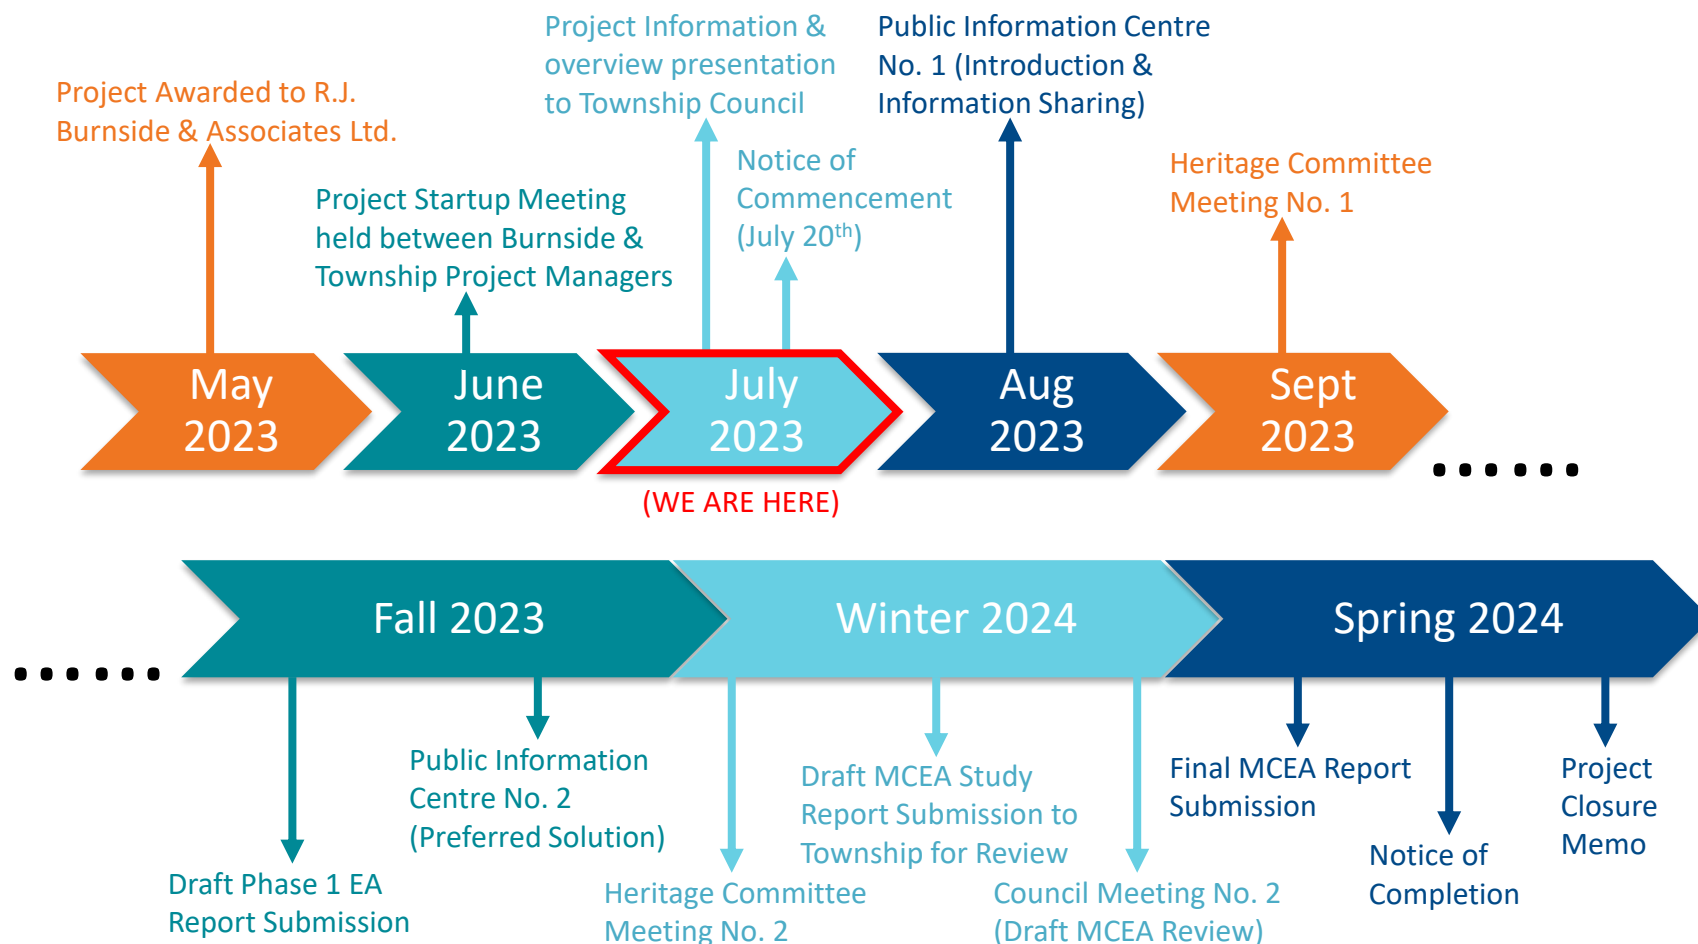 Project Awarded to R.J.
Burnside & Associates Ltd.
Project Startup Meeting
held between Burnside &
Township Project Managers
Project Information &
overview presentation
to Township Council
Notice of
Commencement
(July 20th)
Public Information Centre
No. 1 (Introduction &
Information Sharing)
Heritage Committee
Meeting No. 1
May
2023
June
2023
July
2023
Aug
2023
Sept
2023
(WE ARE HERE)
Fall 2023
Winter 2024
Spring 2024
Draft Phase 1 EA
Report Submission
Public Information
Centre No. 2
(Preferred Solution)
Heritage Committee
Meeting No. 2
Draft MCEA Study
Report Submission to
Township for Review
Council Meeting No. 2
(Draft MCEA Review)
Final MCEA Report
Submission
Notice of
Completion
Project
Closure
Memo